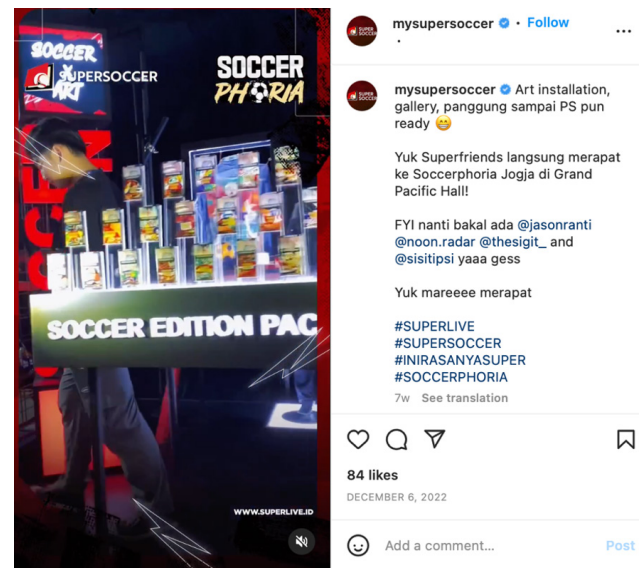 SOCCER
X
ART
SUPERSOCCER
SOCCER
PHORIA
SOCCER EDITION PAC
WWW.SUPERLIVE.ID
mysupersoccer • Follow
•
mysupersoccer Art installation,
gallery, panggung sampai PS pun
ready 😁
Yuk Superfriends langsung merapat
ke Soccerphoria Jogja di Grand
Pacific Hall!
FYI nanti bakal ada @jasonranti
@noon.radar @thesigit_ and
@sisitipsi yaaa gess
Yuk mareeee merapat
#SUPERLIVE
#SUPERSOCCER
#INIRASANYASUPER
#SOCCERPHORIA
7w See translation
84 likes
DECEMBER 6, 2022
Add a comment...
Post